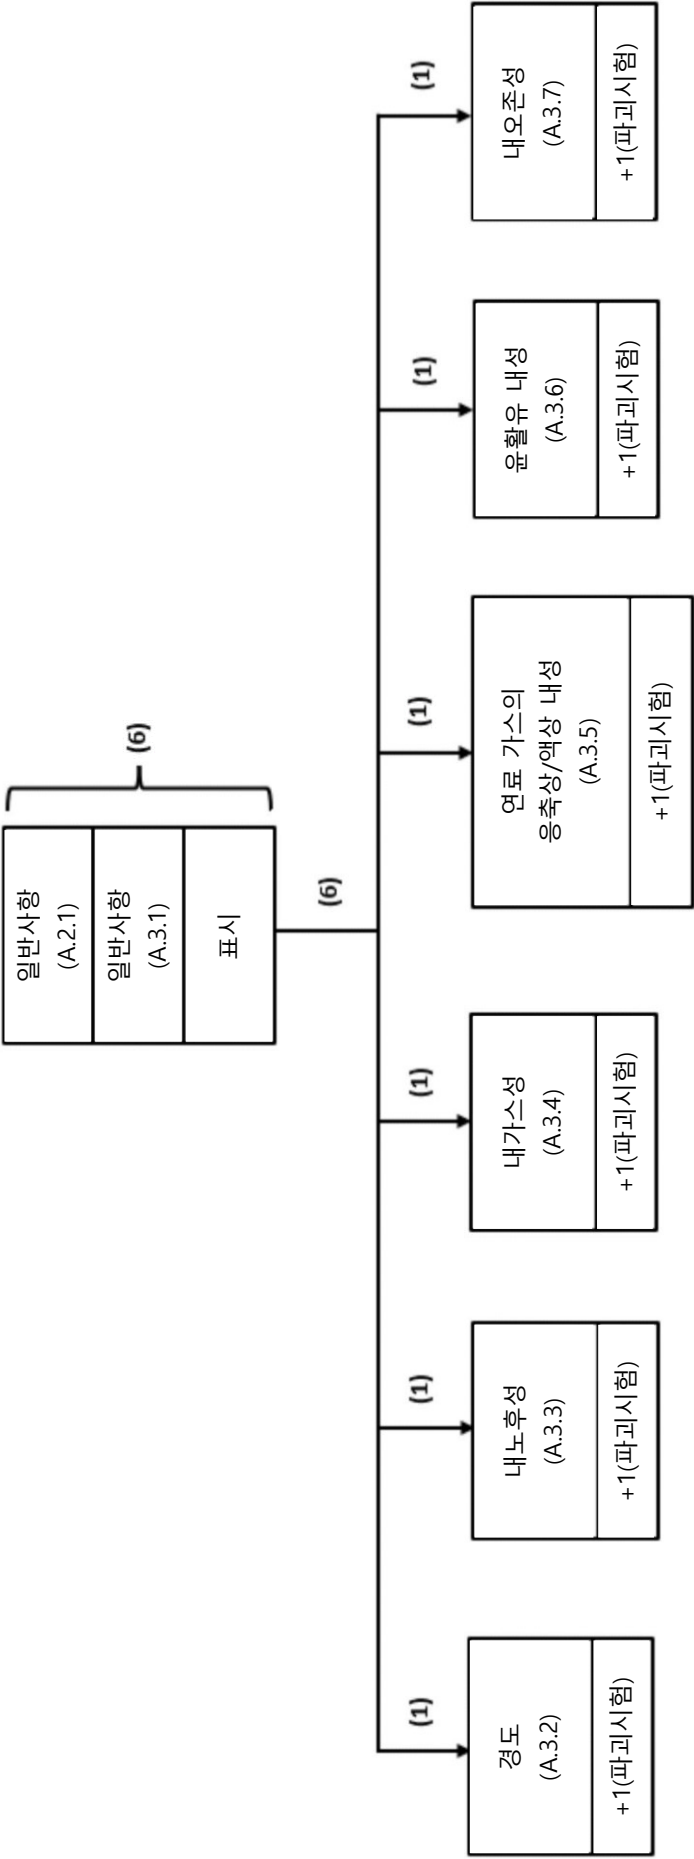 일반사항
(A.2.1)
일반사항
(A.3.1)
표시
(6)
(6)
(1)
(1)
(1)
(1)
(1)
(1)
경도
(A.3.2)
+1(파괴시험)
내노후성
(A.3.3)
+1(파괴시험)
내가스성
(A.3.4)
+1(파괴시험)
연료 가스의
응축상/액상 내성
(A.3.5)
+1(파괴시험)
윤활유 내성
(A.3.6)
+1(파괴시험)
내오존성
(A.3.7)
+1(파괴시험)